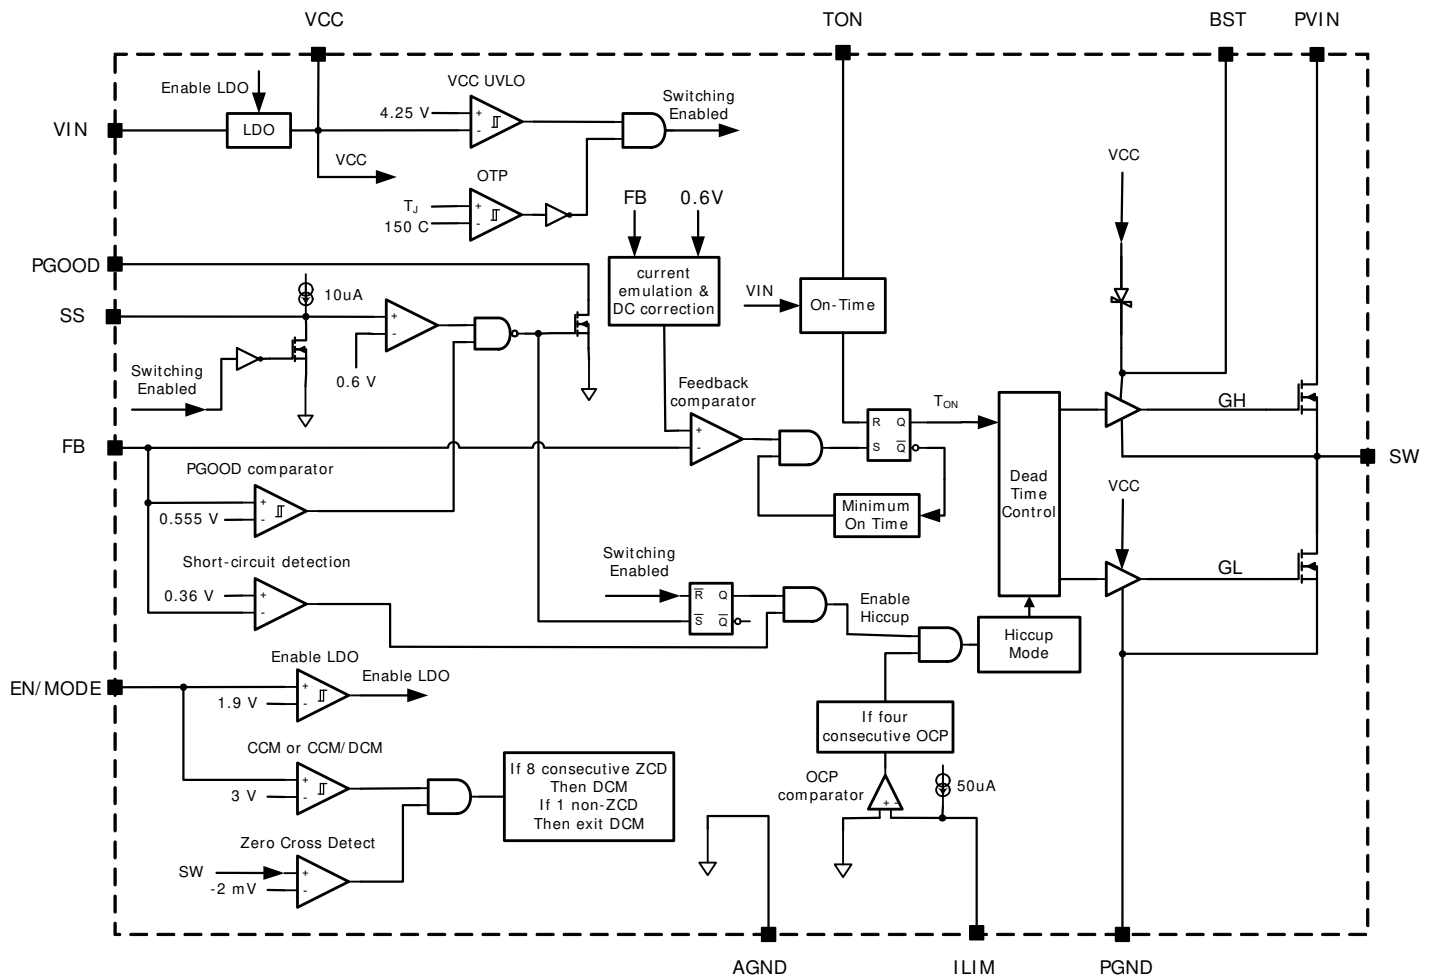 VCC
TON
BST
PVIN
Enable LDO
VCC UVLO
Switching
Enabled
4.25 V
+
-
VIN
LDO
VCC
VCC
OTP
TJ
150 C
+
-
FB
0.6V
PGOOD
current
emulation &
DC correction
10uA
VIN
On-Time
SS
+
-
0.6 V
Switching
Enabled
Feedback
comparator
TON
GH
+
-
R
Q
S
Q
FB
SW
PGOOD comparator
+
-
0.555 V
Dead
Time
Control
VCC
Minimum
On Time
Short-circuit detection
0.36 V
+
-
Switching
Enabled
R
Q
S
Q
Enable
Hiccup
GL
Hiccup
Mode
Enable LDO
EN/MODE
+
-
1.9 V
Enable LDO
If four
consecutive OCP
CCM or CCM/DCM
+
-
3 V
If 8 consecutive ZCD
Then DCM
If 1 non-ZCD
Then exit DCM
OCP
comparator
+
-
50uA
Zero Cross Detect
SW
-2 mV
+
-
AGND
ILIM
PGND